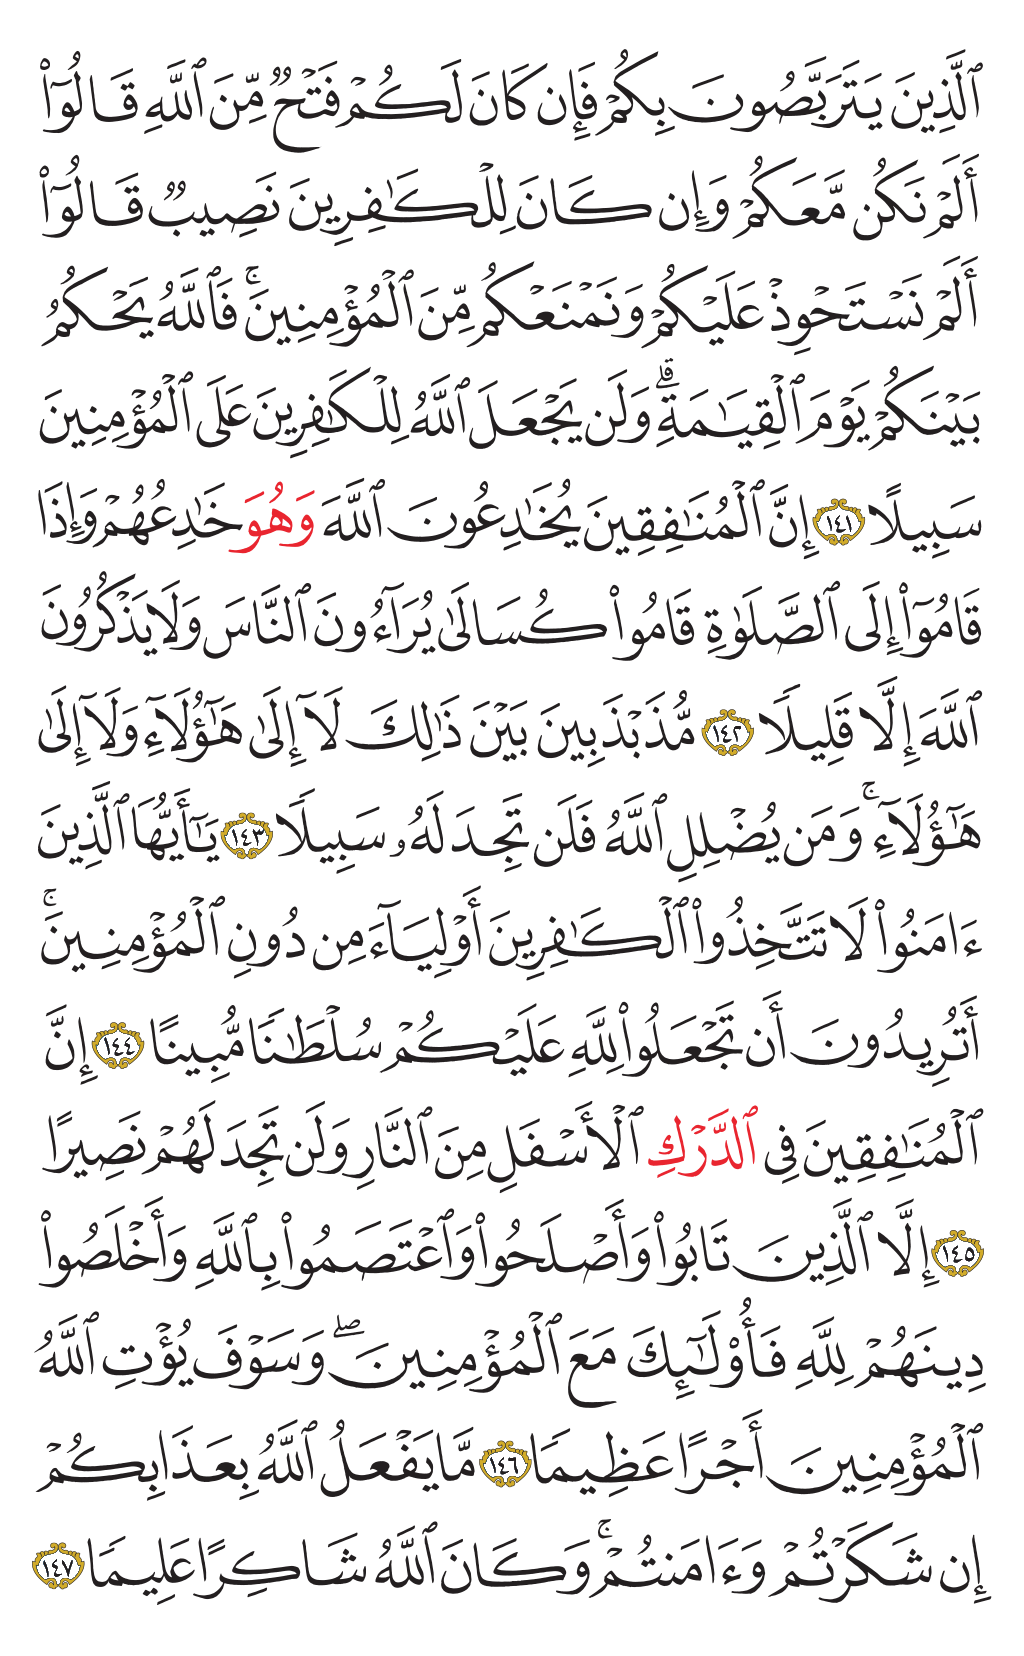 ٱلَّذِينَ يَتَرَبَّصُونَ بِكُمْ فَإِن كَانَ لَكُمْ فَتْحٌ مِّنَ ٱللَّهِ قَالُوٓا۟
أَلَمْ نَكُن مَّعَكُمْ وَإِن كَانَ لِلْكَٰفِرِينَ نَصِيبٌ قَالُوٓا۟
أَلَمْ نَسْتَحْوِذْ عَلَيْكُمْ وَنَمْنَعْكُم مِّنَ ٱلْمُؤْمِنِينَ ۚ فَٱللَّهُ يَحْكُمُ
بَيْنَكُمْ يَوْمَ ٱلْقِيَٰمَةِ ۗ وَلَن يَجْعَلَ ٱللَّهُ لِلْكَٰفِرِينَ عَلَى ٱلْمُؤْمِنِينَ
سَبِيلًا ١٤١ إِنَّ ٱلْمُنَٰفِقِينَ يُخَٰدِعُونَ ٱللَّهَ وَهُوَ خَٰدِعُهُمْ وَإِذَا
قَامُوٓا۟ إِلَى ٱلصَّلَوٰةِ قَامُوا۟ كُسَالَىٰ يُرَآءُونَ ٱلنَّاسَ وَلَا يَذْكُرُونَ
ٱللَّهَ إِلَّا قَلِيلًا ١٤٢ مُّذَبْذَبِينَ بَيْنَ ذَٰلِكَ لَآ إِلَىٰ هَٰٓؤُلَآءِ وَلَآ إِلَىٰ
هَٰٓؤُلَآءِ ۚ وَمَن يُضْلِلِ ٱللَّهُ فَلَن تَجِدَ لَهُۥ سَبِيلًا ١٤٣ يَٰٓأَيُّهَا ٱلَّذِينَ
ءَامَنُوا۟ لَا تَتَّخِذُوا۟ ٱلْكَٰفِرِينَ أَوْلِيَآءَ مِن دُونِ ٱلْمُؤْمِنِينَ ۚ
أَتُرِيدُونَ أَن تَجْعَلُوا۟ لِلَّهِ عَلَيْكُمْ سُلْطَٰنًا مُّبِينًا ١٤٤ إِنَّ
ٱلْمُنَٰفِقِينَ فِى ٱلدَّرْكِ ٱلْأَسْفَلِ مِنَ ٱلنَّارِ وَلَن تَجِدَ لَهُمْ نَصِيرًا
١٤٥ إِلَّا ٱلَّذِينَ تَابُوا۟ وَأَصْلَحُوا۟ وَٱعْتَصَمُوا۟ بِٱللَّهِ وَأَخْلَصُوا۟
دِينَهُمْ لِلَّهِ فَأُو۟لَٰٓئِكَ مَعَ ٱلْمُؤْمِنِينَ ۖ وَسَوْفَ يُؤْتِ ٱللَّهُ
ٱلْمُؤْمِنِينَ أَجْرًا عَظِيمًا ١٤٦ مَّا يَفْعَلُ ٱللَّهُ بِعَذَابِكُمْ
إِن شَكَرْتُمْ وَءَامَنتُمْ ۚ وَكَانَ ٱللَّهُ شَاكِرًا عَلِيمًا ١٤٧